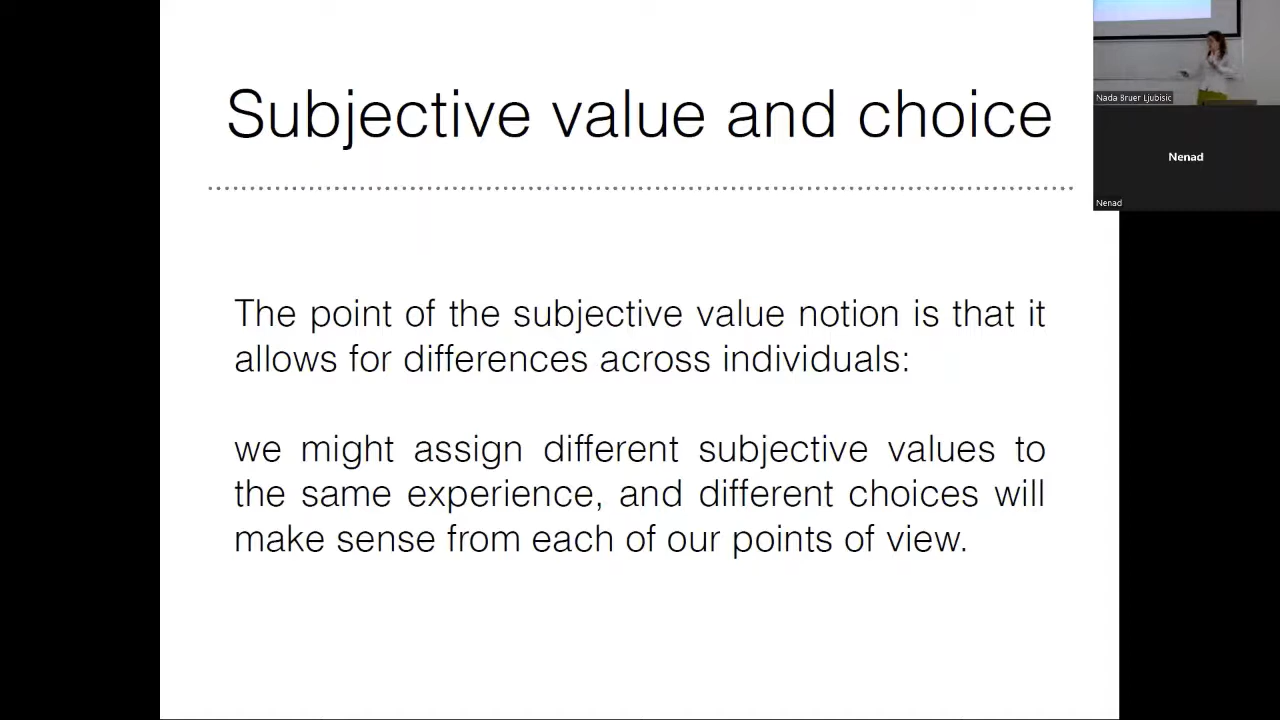 Subjective value and choice
The point of the subjective value notion is that it
allows for differences across individuals:
we might assign different subjective values to
the same experience, and different choices will
make sense from each of our points of view.
Nada Bruer Ljubisic
Nenad
Nenad